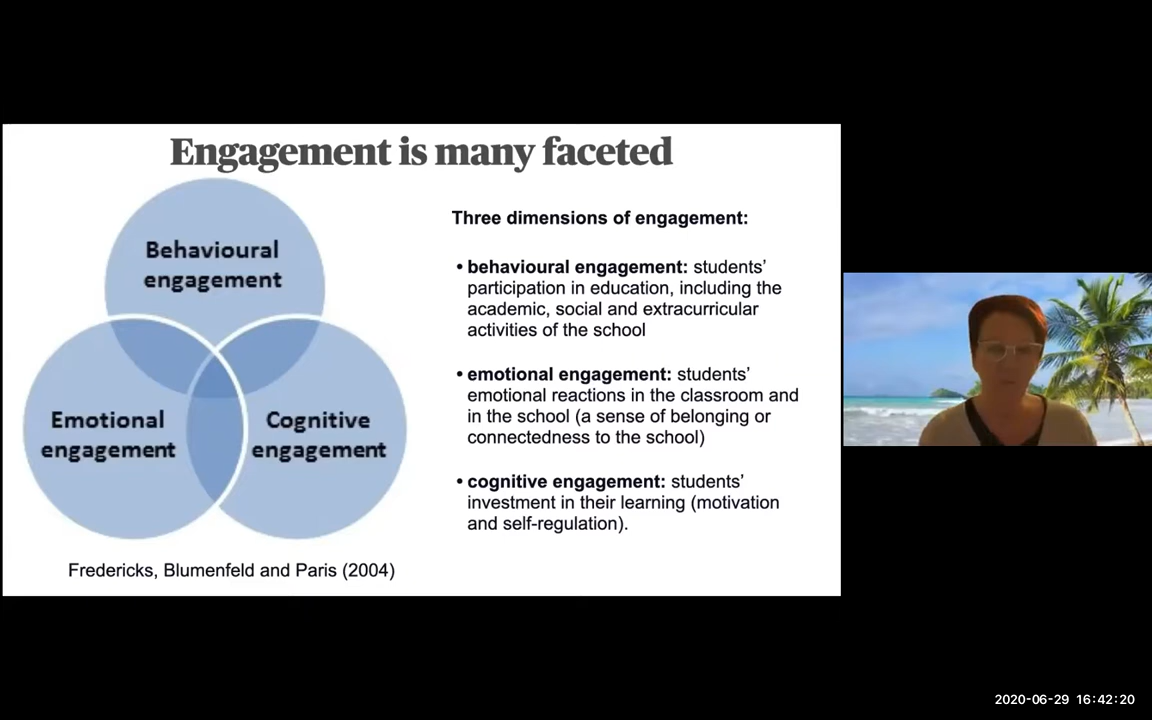 Engagement is many faceted
Behavioural
engagement
Emotional
engagement
Cognitive
engagement
Fredericks, Blumenfeld and Paris (2004)
Three dimensions of engagement:
• behavioural engagement: students’
participation in education, including the
academic, social and extracurricular
activities of the school
• emotional engagement: students’
emotional reactions in the classroom and
in the school (a sense of belonging or
connectedness to the school)
• cognitive engagement: students’
investment in their learning (motivation
and self-regulation).
2020-06-29 16:42:20